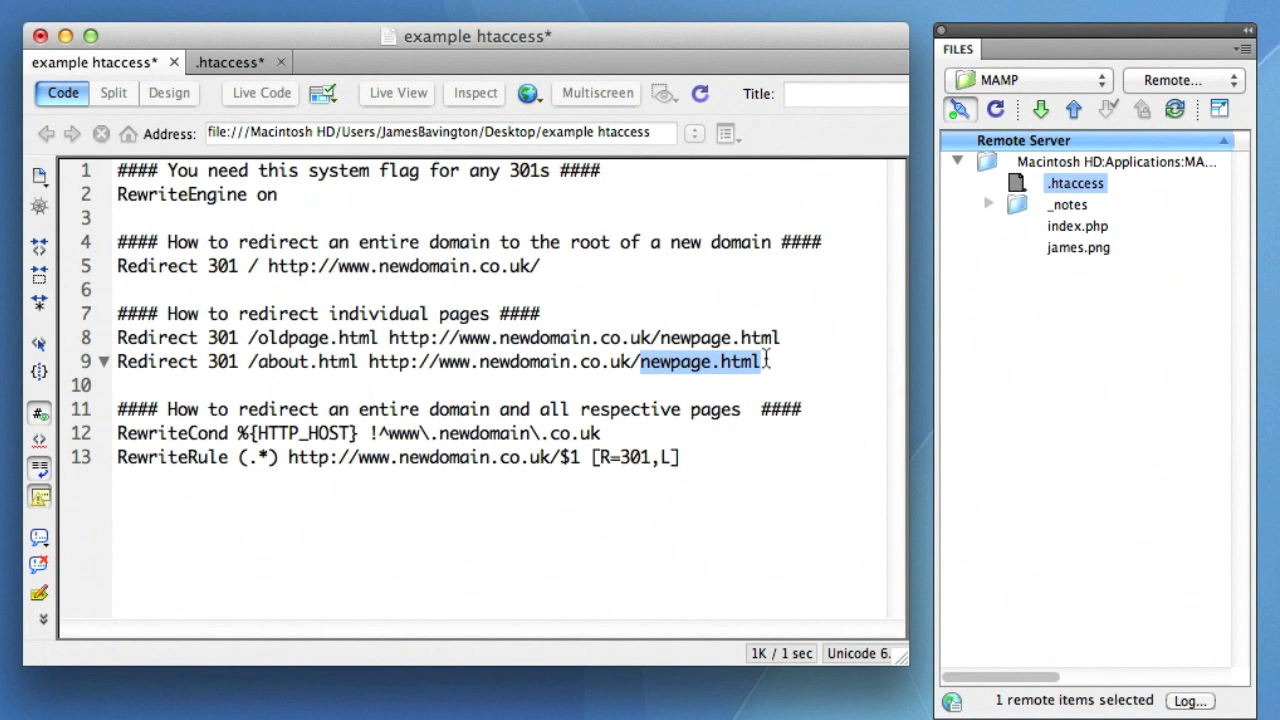 example htaccess*
example htaccess* × .htaccess* ×
Code Split Design Live Code Live View Inspect Multiscreen Title:
Address: file:///Macintosh HD/Users/JamesBavington/Desktop/example htaccess
1 #### You need this system flag for any 301s ####
2 RewriteEngine on
3
4 #### How to redirect an entire domain to the root of a new domain ####
5 Redirect 301 / http://www.newdomain.co.uk/
6
7 #### How to redirect individual pages ####
8 Redirect 301 /oldpage.html http://www.newdomain.co.uk/newpage.html
9 Redirect 301 /about.html http://www.newdomain.co.uk/newpage.html
10
11 #### How to redirect an entire domain and all respective pages  ####
12 RewriteCond %{HTTP_HOST} !^www\.newdomain\.co.uk
13 RewriteRule (.*) http://www.newdomain.co.uk/$1 [R=301,L]
1K / 1 sec Unicode 6.
FILES
MAMP Remote...
Remote Server
Macintosh HD:Applications:MA...
.htaccess
_notes
index.php
james.png
1 remote items selected Log...